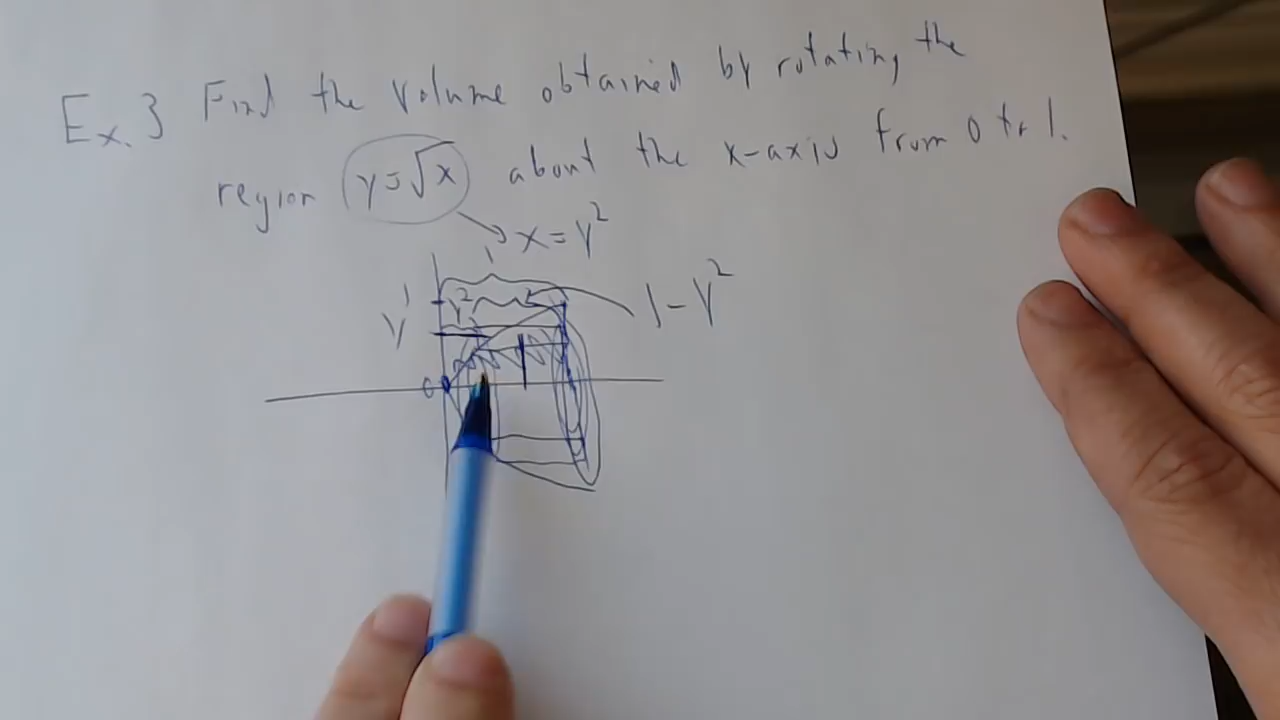 Ex. 3 Find the volume obtained by rotating the
region y=√x about the x-axis from 0 to 1.
x=y²
1
1
y²
1-y²
y
0